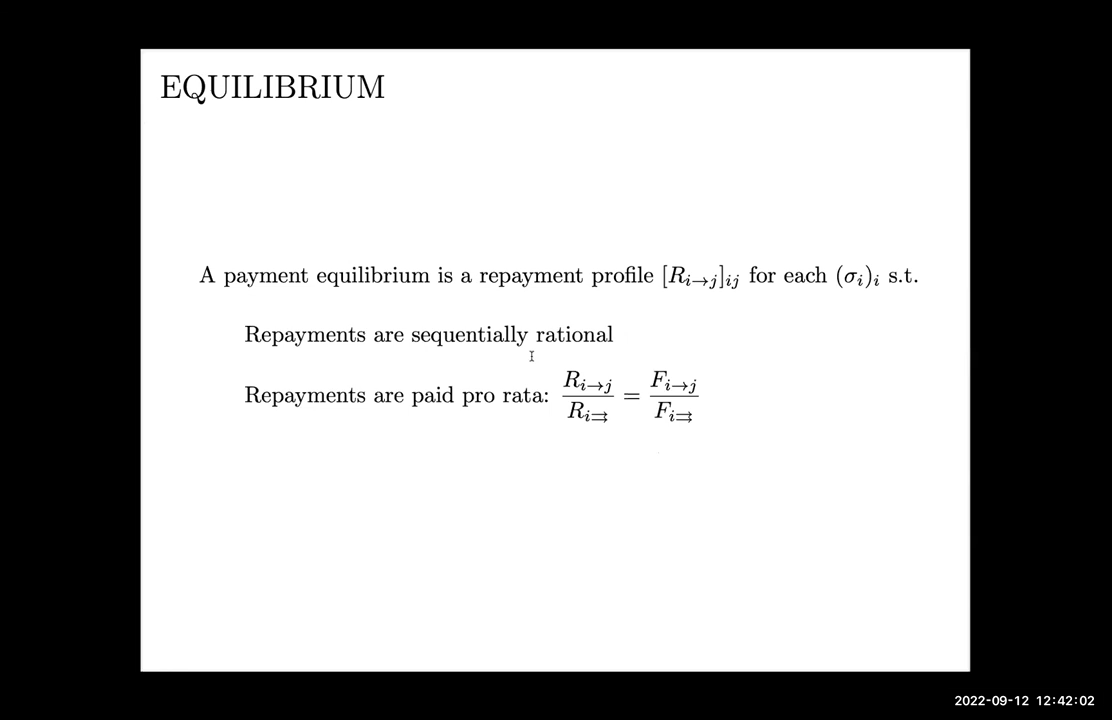 EQUILIBRIUM
A payment equilibrium is a repayment profile [R_{i→j}]_{ij} for each (σ_i)_i s.t.
Repayments are sequentially rational
Repayments are paid pro rata: R_{i→j}/R_{i⇉} = F_{i→j}/F_{i⇉}
2022-09-12 12:42:02